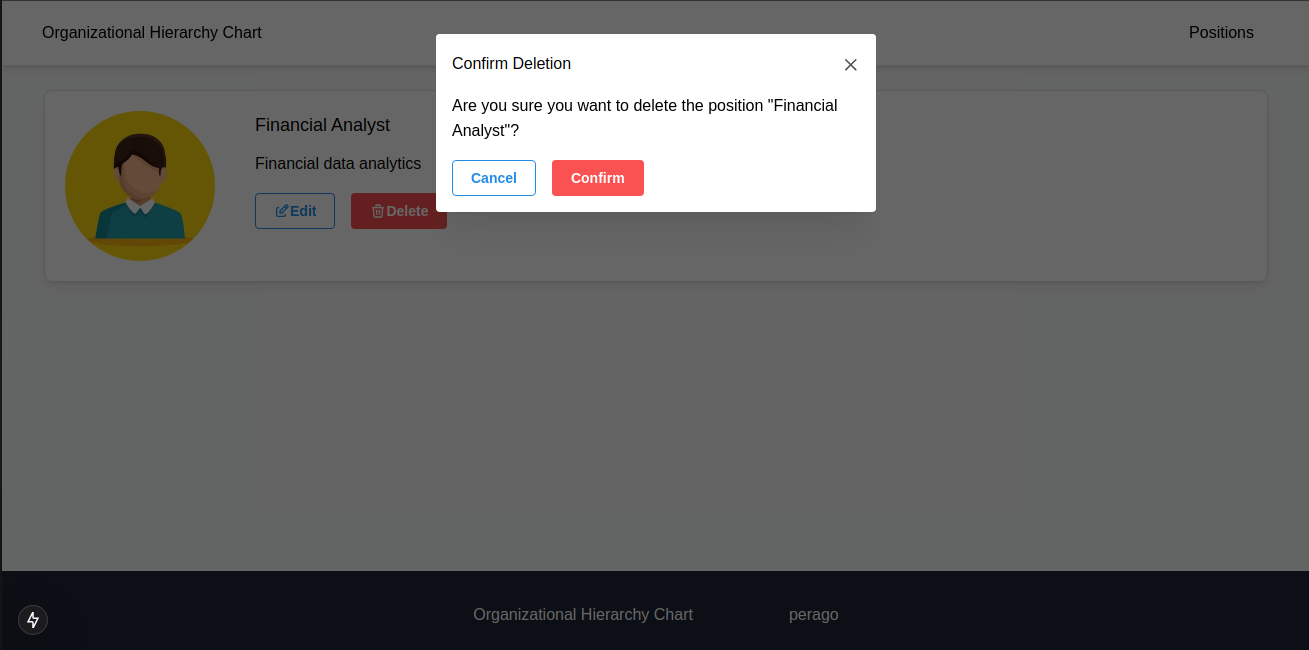 Organizational Hierarchy Chart
Positions
Confirm Deletion
Are you sure you want to delete the position "Financial
Analyst"?
Cancel
Confirm
Financial Analyst
Financial data analytics
Edit
Delete
Organizational Hierarchy Chart
perago